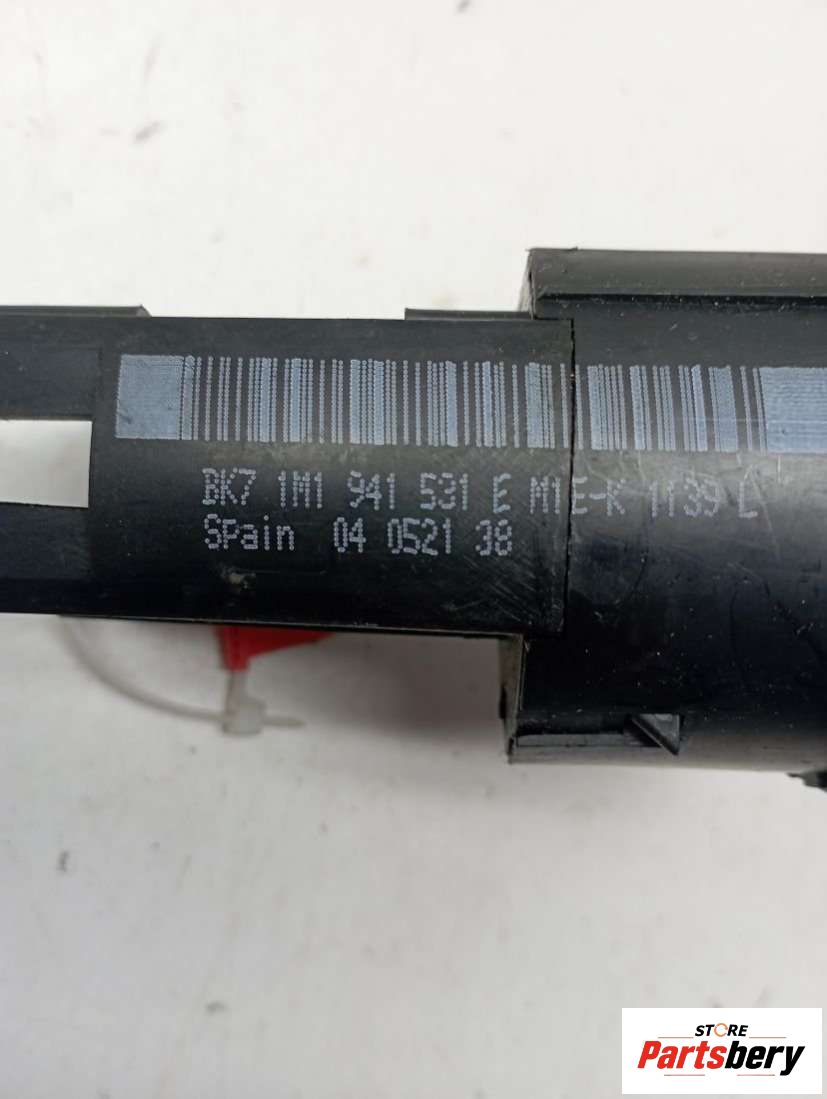 BK7 1M1 941 531 E M1E-K 1139 L
SPain 04 0521 38
STORE
Partsbery